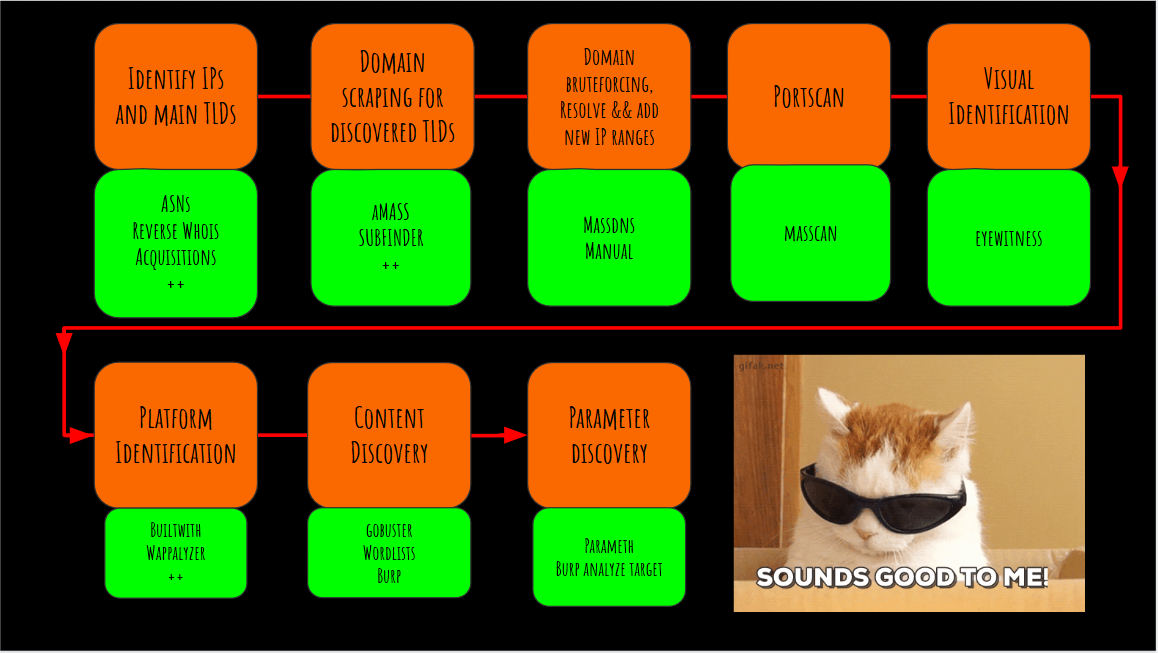 Identify IPs
and main TLDs
ASNs
Reverse Whois
Acquisitions
++
Domain
scraping for
discovered TLDs
aMASS
SUBFINDER
++
Domain
bruteforcing,
Resolve && add
new IP ranges
Massdns
Manual
Portscan
MASSCAN
Visual
Identification
EYEWITNESS
Platform
Identification
Builtwith
Wappalyzer
++
Content
Discovery
GOBUSTER
Wordlists
Burp
Parameter
discovery
Parameth
Burp analyze target
gifak.net
SOUNDS GOOD TO ME!